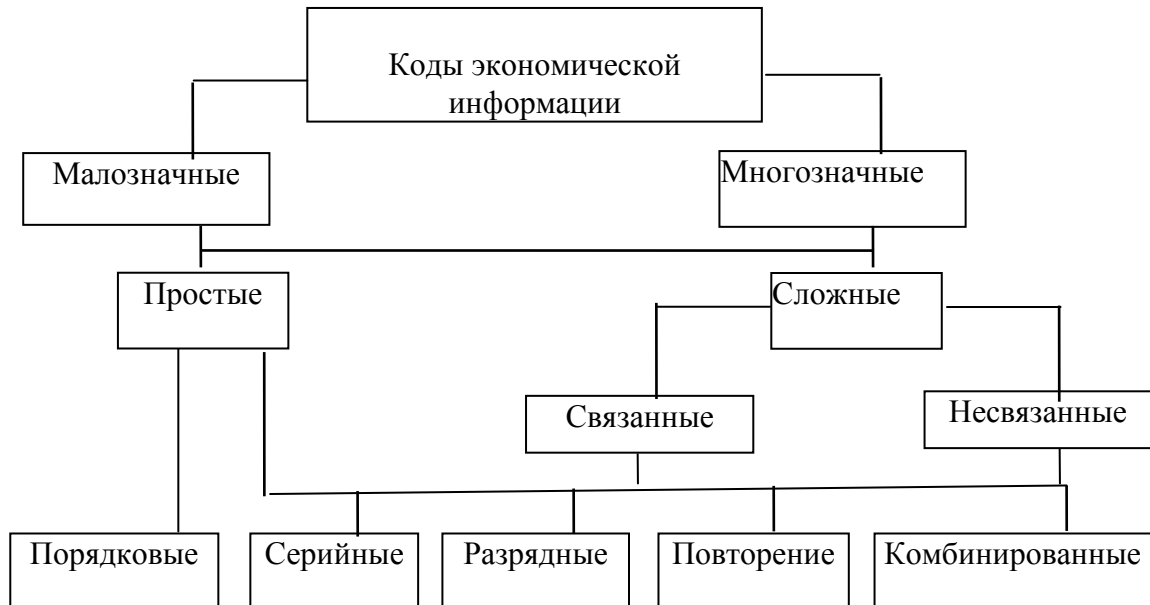 Коды экономической
информации
Малозначные
Многозначные
Простые
Сложные
Связанные
Несвязанные
Порядковые
Серийные
Разрядные
Повторение
Комбинированные